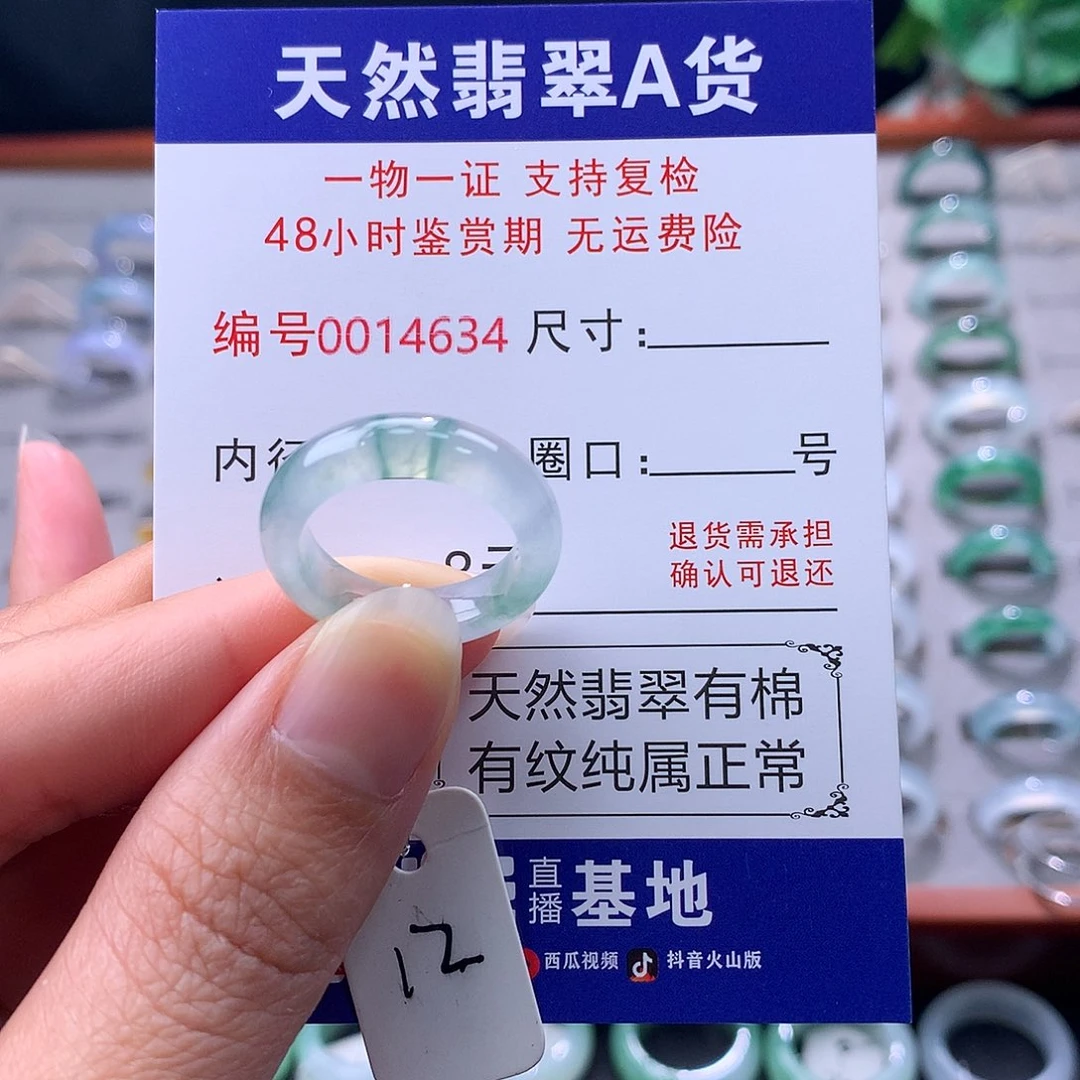 天然翡翠A货
一物一证 支持复检
48小时鉴赏期 无运费险
编号0014634 尺寸:
内径 圈口: 号
退货需承担
确认可退还
天然翡翠有棉
有纹纯属正常
直播基地
西瓜视频 抖音火山版
12